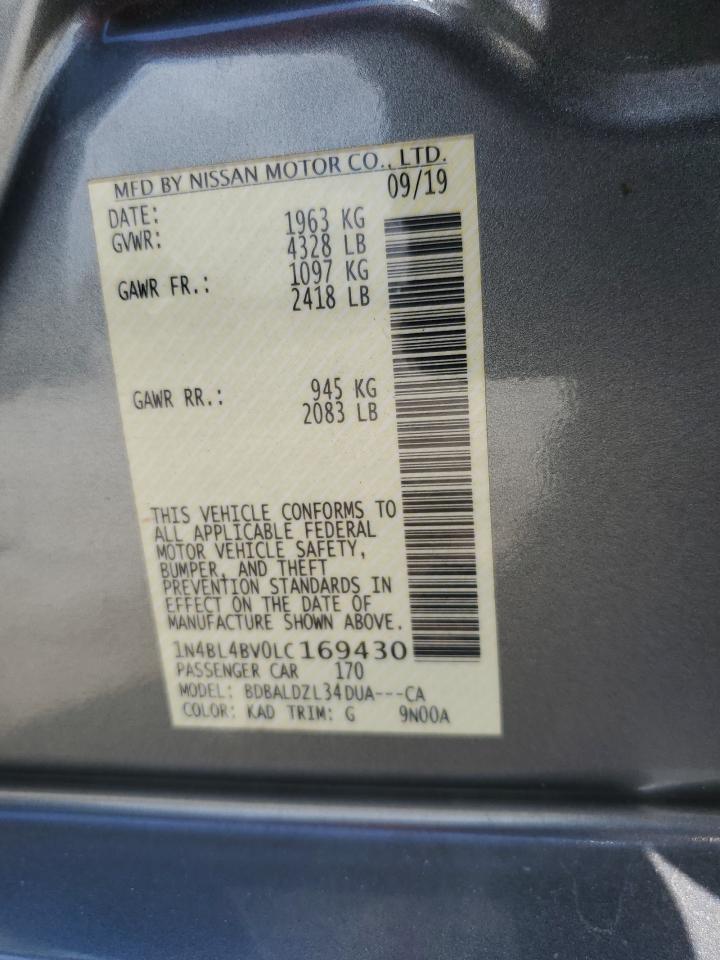 MFD BY NISSAN MOTOR CO., LTD.
DATE: 09/19
GVWR: 1963 KG
4328 LB
GAWR FR.: 1097 KG
2418 LB
GAWR RR.: 945 KG
2083 LB
THIS VEHICLE CONFORMS TO
ALL APPLICABLE FEDERAL
MOTOR VEHICLE SAFETY,
BUMPER, AND THEFT
PREVENTION STANDARDS IN
EFFECT ON THE DATE OF
MANUFACTURE SHOWN ABOVE.
1N4BL4BV0LC169430
PASSENGER CAR 170
MODEL: BDBALDZL34DUA---CA
COLOR: KAD TRIM: G 9N00A